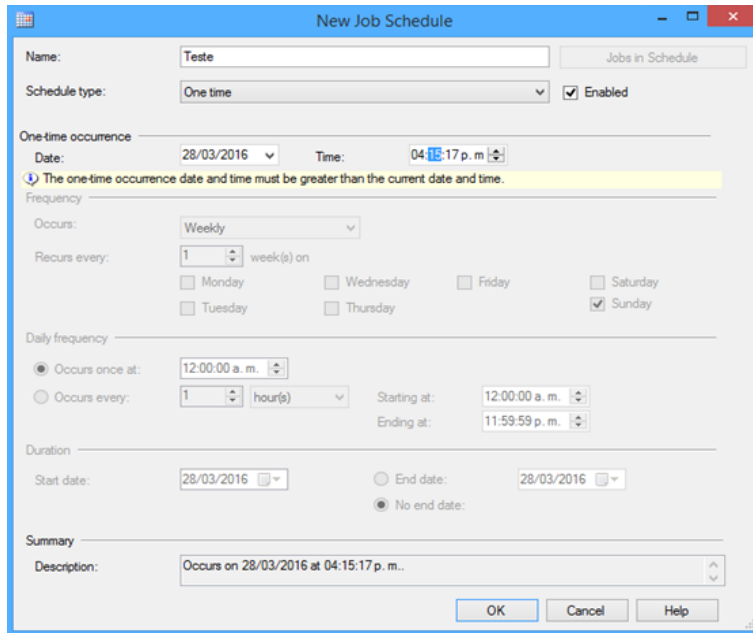 New Job Schedule
Name: Teste Jobs in Schedule
Schedule type: One time Enabled
One-time occurrence
Date: 28/03/2016 Time: 04:15:17 p. m
The one-time occurrence date and time must be greater than the current date and time.
Frequency
Occurs: Weekly
Recurs every: 1 week(s) on
Monday Wednesday Friday Saturday
Tuesday Thursday Sunday
Daily frequency
Occurs once at: 12:00:00 a. m.
Occurs every: 1 hour(s) Starting at: 12:00:00 a. m.
Ending at: 11:59:59 p. m.
Duration
Start date: 28/03/2016 End date: 28/03/2016
No end date:
Summary
Description: Occurs on 28/03/2016 at 04:15:17 p. m..
OK Cancel Help